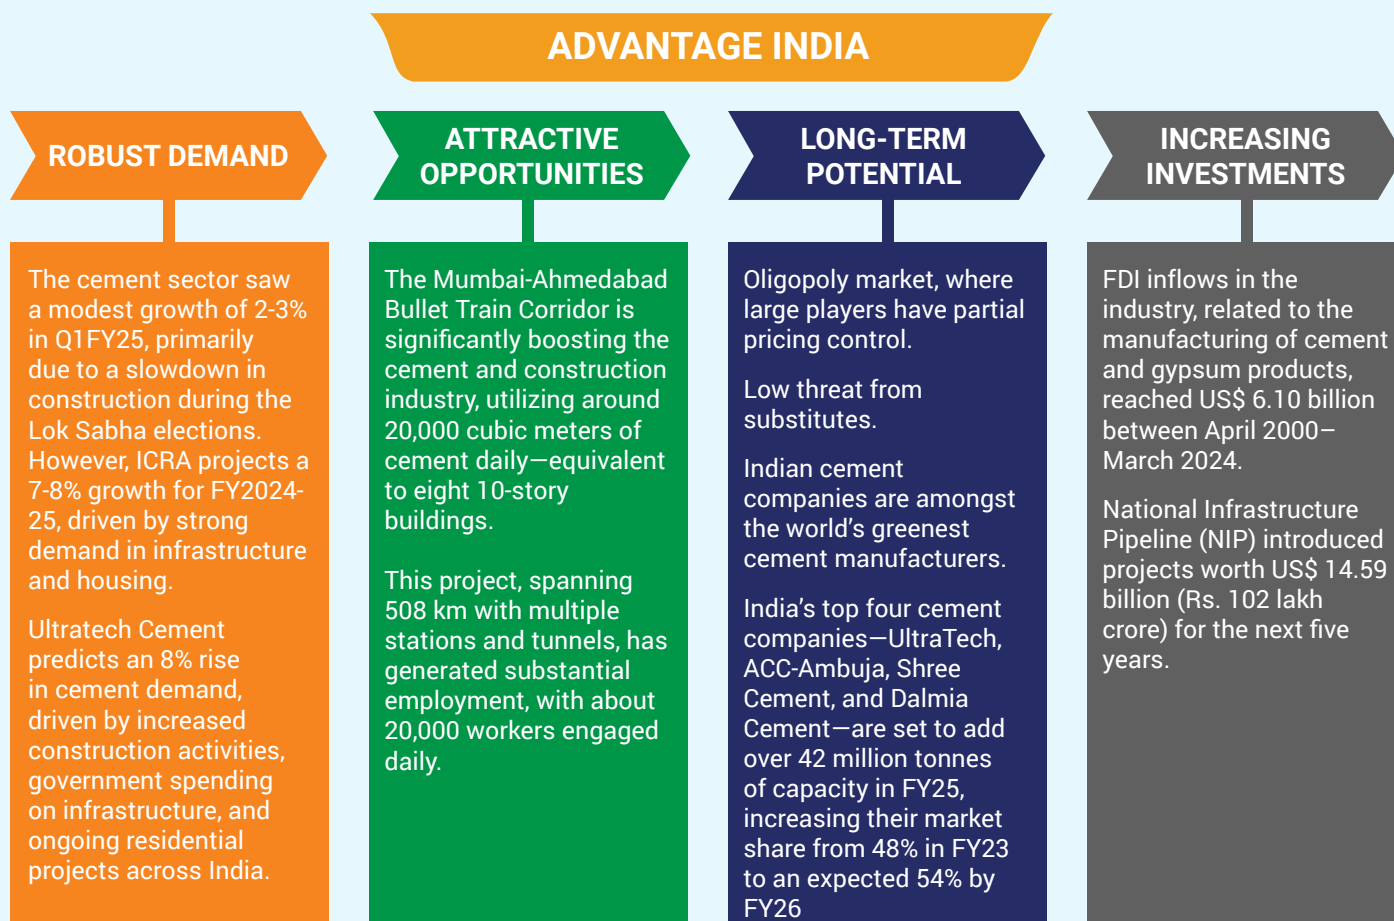 ADVANTAGE INDIA
ROBUST DEMAND
The cement sector saw
a modest growth of 2-3%
in Q1FY25, primarily
due to a slowdown in
construction during the
Lok Sabha elections.
However, ICRA projects a
7-8% growth for FY2024-
25, driven by strong
demand in infrastructure
and housing.
Ultratech Cement
predicts an 8% rise
in cement demand,
driven by increased
construction activities,
government spending
on infrastructure, and
ongoing residential
projects across India.
ATTRACTIVE
OPPORTUNITIES
The Mumbai-Ahmedabad
Bullet Train Corridor is
significantly boosting the
cement and construction
industry, utilizing around
20,000 cubic meters of
cement daily—equivalent
to eight 10-story
buildings.
This project, spanning
508 km with multiple
stations and tunnels, has
generated substantial
employment, with about
20,000 workers engaged
daily.
LONG-TERM
POTENTIAL
Oligopoly market, where
large players have partial
pricing control.
Low threat from
substitutes.
Indian cement
companies are amongst
the world's greenest
cement manufacturers.
India's top four cement
companies—UltraTech,
ACC-Ambuja, Shree
Cement, and Dalmia
Cement—are set to add
over 42 million tonnes
of capacity in FY25,
increasing their market
share from 48% in FY23
to an expected 54% by
FY26
INCREASING
INVESTMENTS
FDI inflows in the
industry, related to the
manufacturing of cement
and gypsum products,
reached US$ 6.10 billion
between April 2000–
March 2024.
National Infrastructure
Pipeline (NIP) introduced
projects worth US$ 14.59
billion (Rs. 102 lakh
crore) for the next five
years.